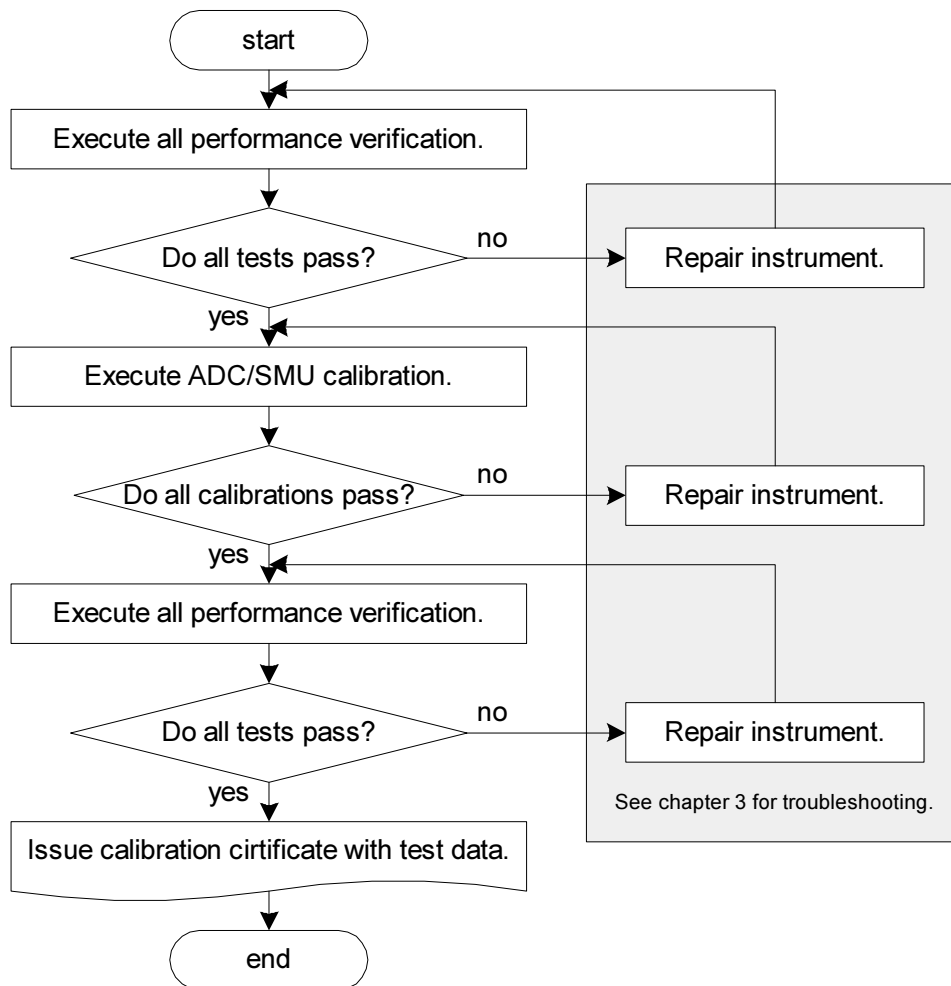 start
Execute all performance verification.
Do all tests pass?
no
Repair instrument.
yes
Execute ADC/SMU calibration.
Do all calibrations pass?
no
Repair instrument.
yes
Execute all performance verification.
Do all tests pass?
no
Repair instrument.
See chapter 3 for troubleshooting.
yes
Issue calibration cirtificate with test data.
end